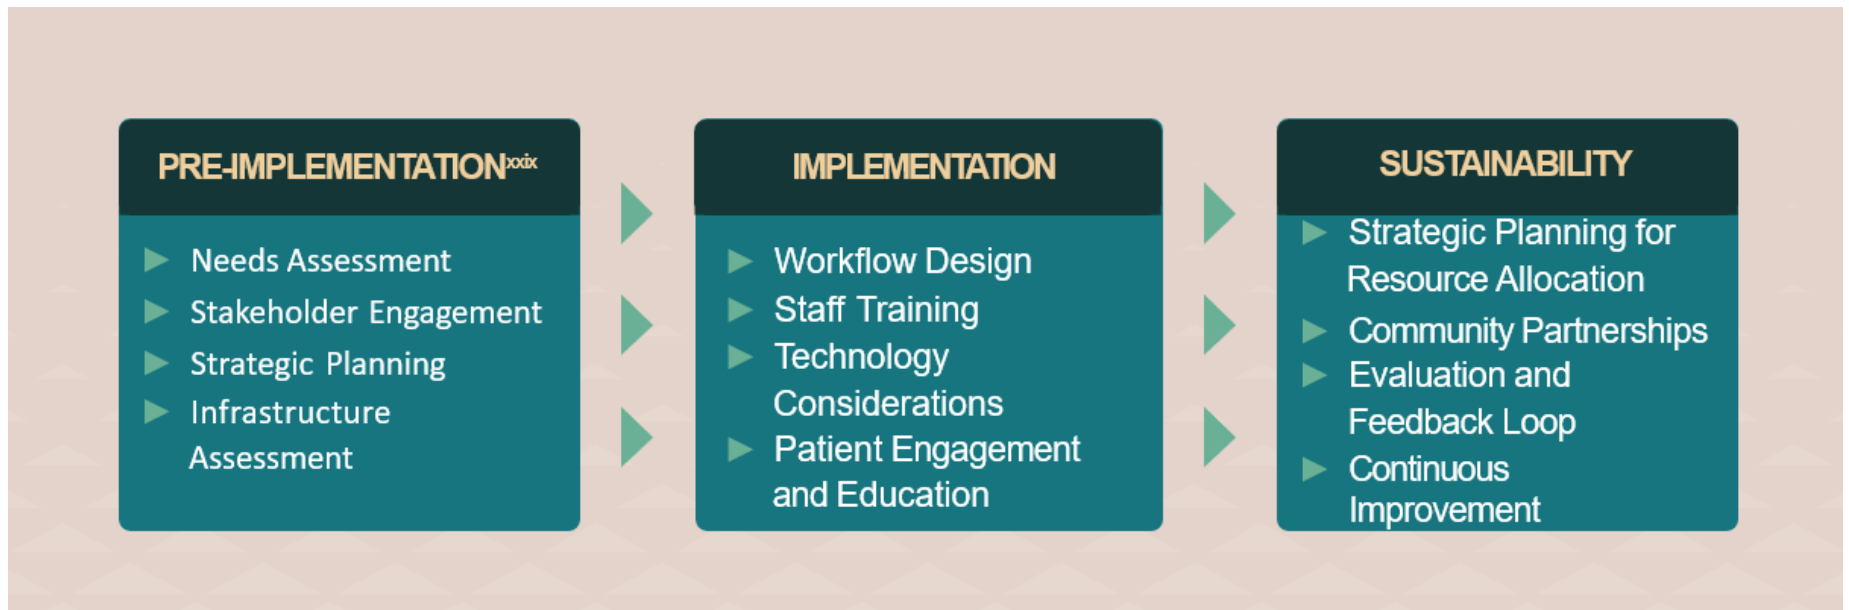 PRE-IMPLEMENTATIONxxix
Needs Assessment
Stakeholder Engagement
Strategic Planning
Infrastructure
Assessment
IMPLEMENTATION
Workflow Design
Staff Training
Technology
Considerations
Patient Engagement
and Education
SUSTAINABILITY
Strategic Planning for
Resource Allocation
Community Partnerships
Evaluation and
Feedback Loop
Continuous
Improvement